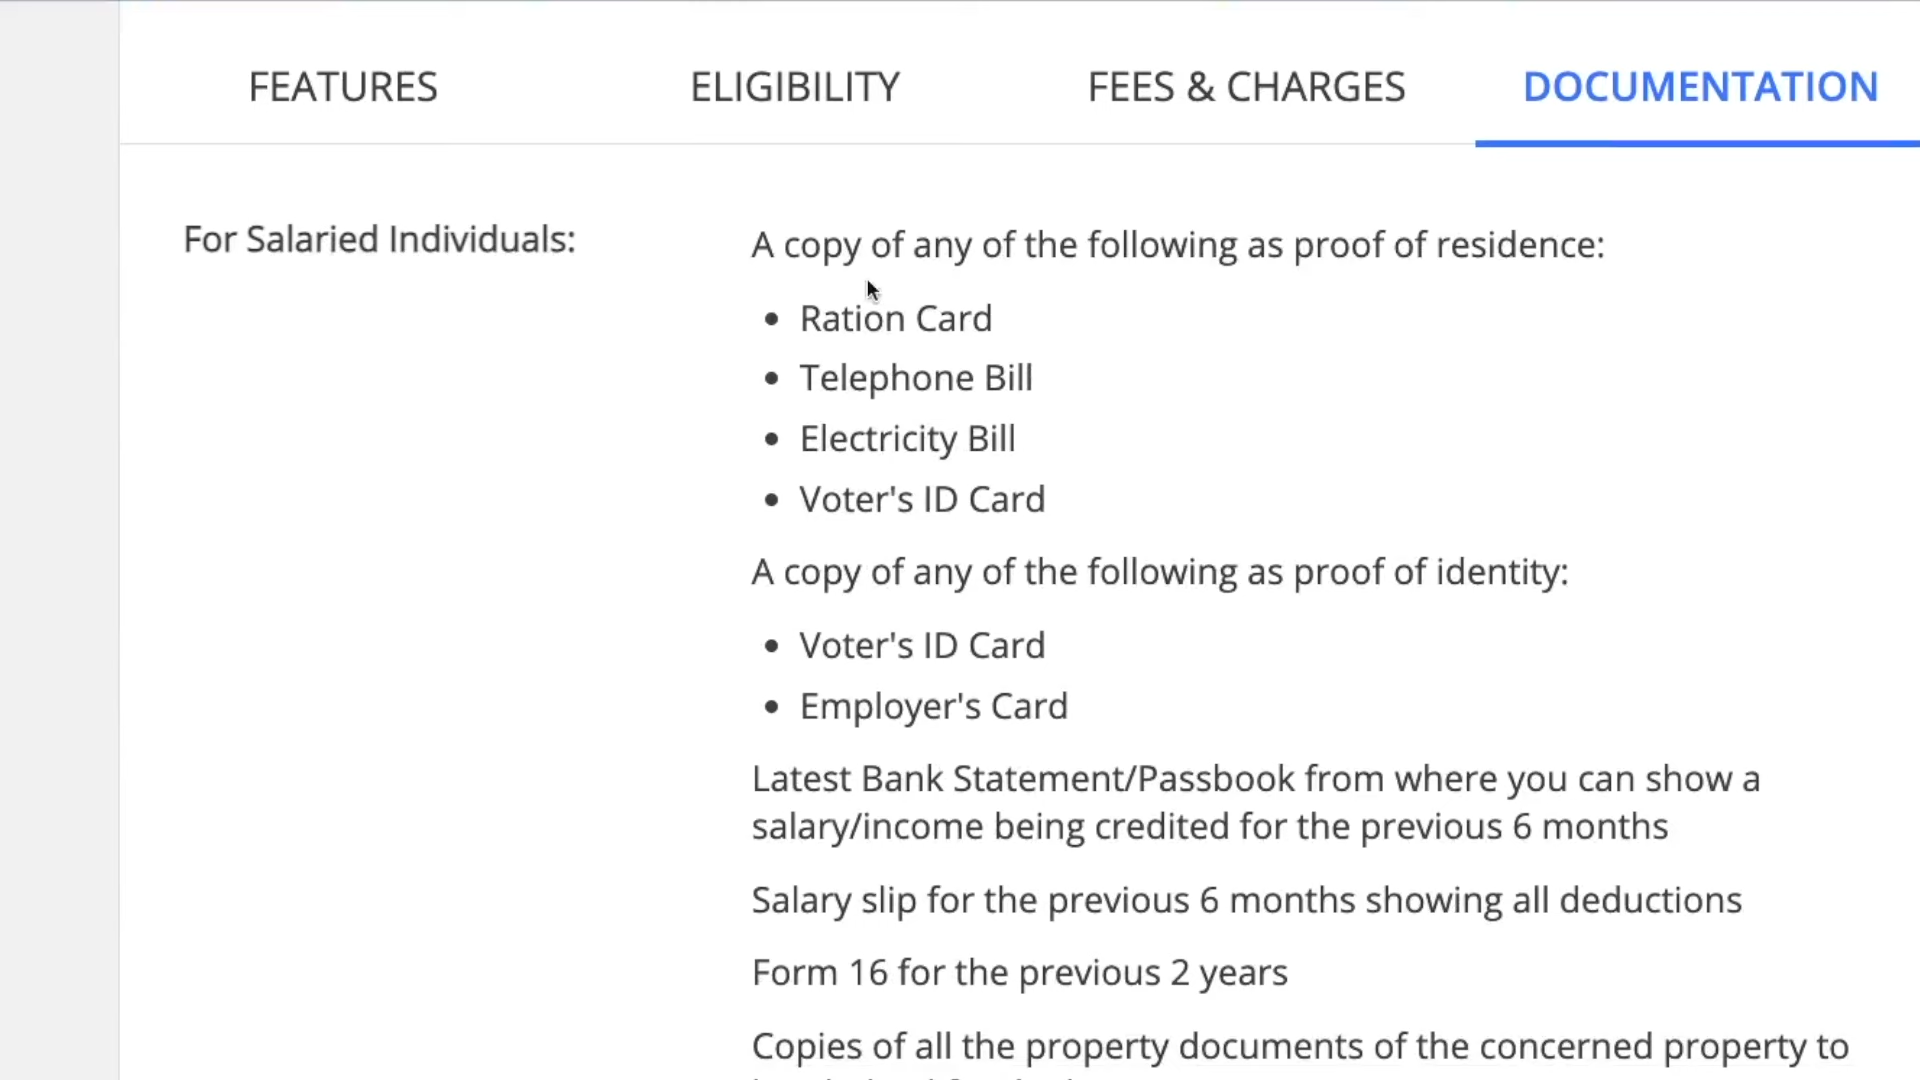 FEATURES
ELIGIBILITY
FEES & CHARGES
DOCUMENTATION
For Salaried Individuals:
A copy of any of the following as proof of residence:
• Ration Card
• Telephone Bill
• Electricity Bill
• Voter's ID Card
A copy of any of the following as proof of identity:
• Voter's ID Card
• Employer's Card
Latest Bank Statement/Passbook from where you can show a
salary/income being credited for the previous 6 months
Salary slip for the previous 6 months showing all deductions
Form 16 for the previous 2 years
Copies of all the property documents of the concerned property to